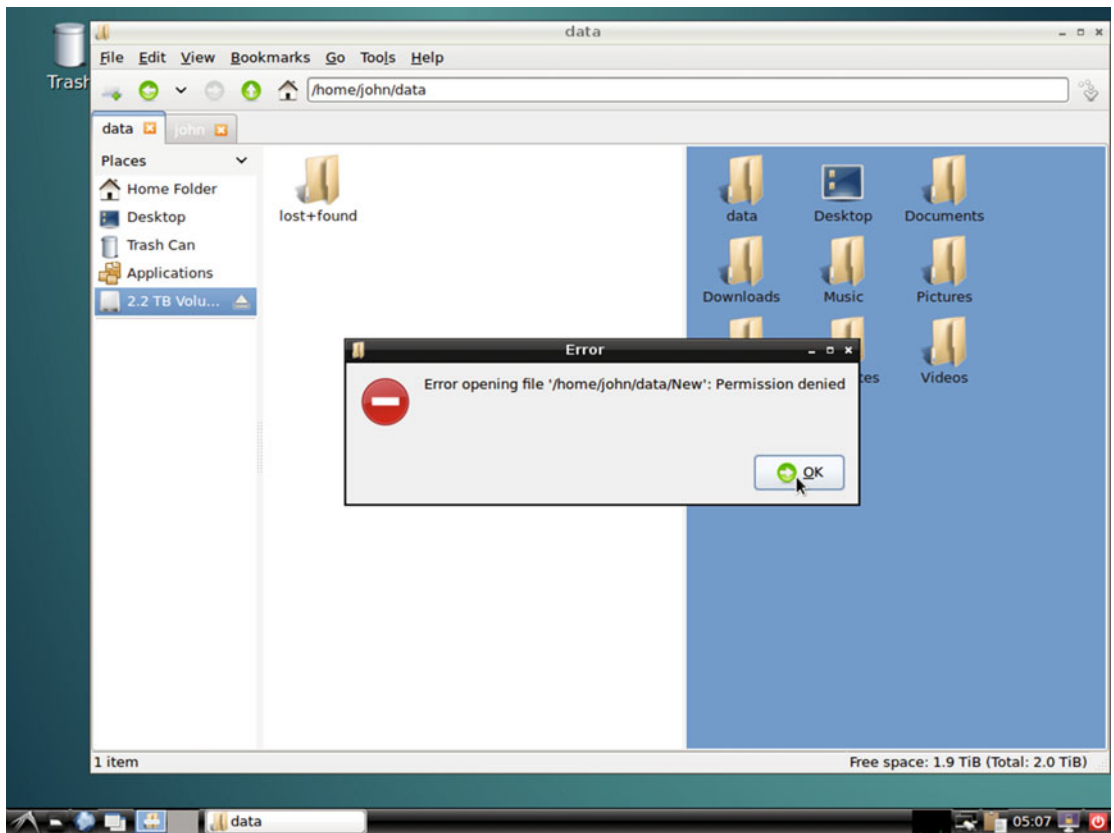 Trash
data
File Edit View Bookmarks Go Tools Help
/home/john/data
data john
Places
Home Folder
Desktop
Trash Can
Applications
2.2 TB Volu...
lost+found
data Desktop Documents
Downloads Music Pictures
Videos
Error
Error opening file '/home/john/data/New': Permission denied
OK
1 item Free space: 1.9 TiB (Total: 2.0 TiB)
data 05:07